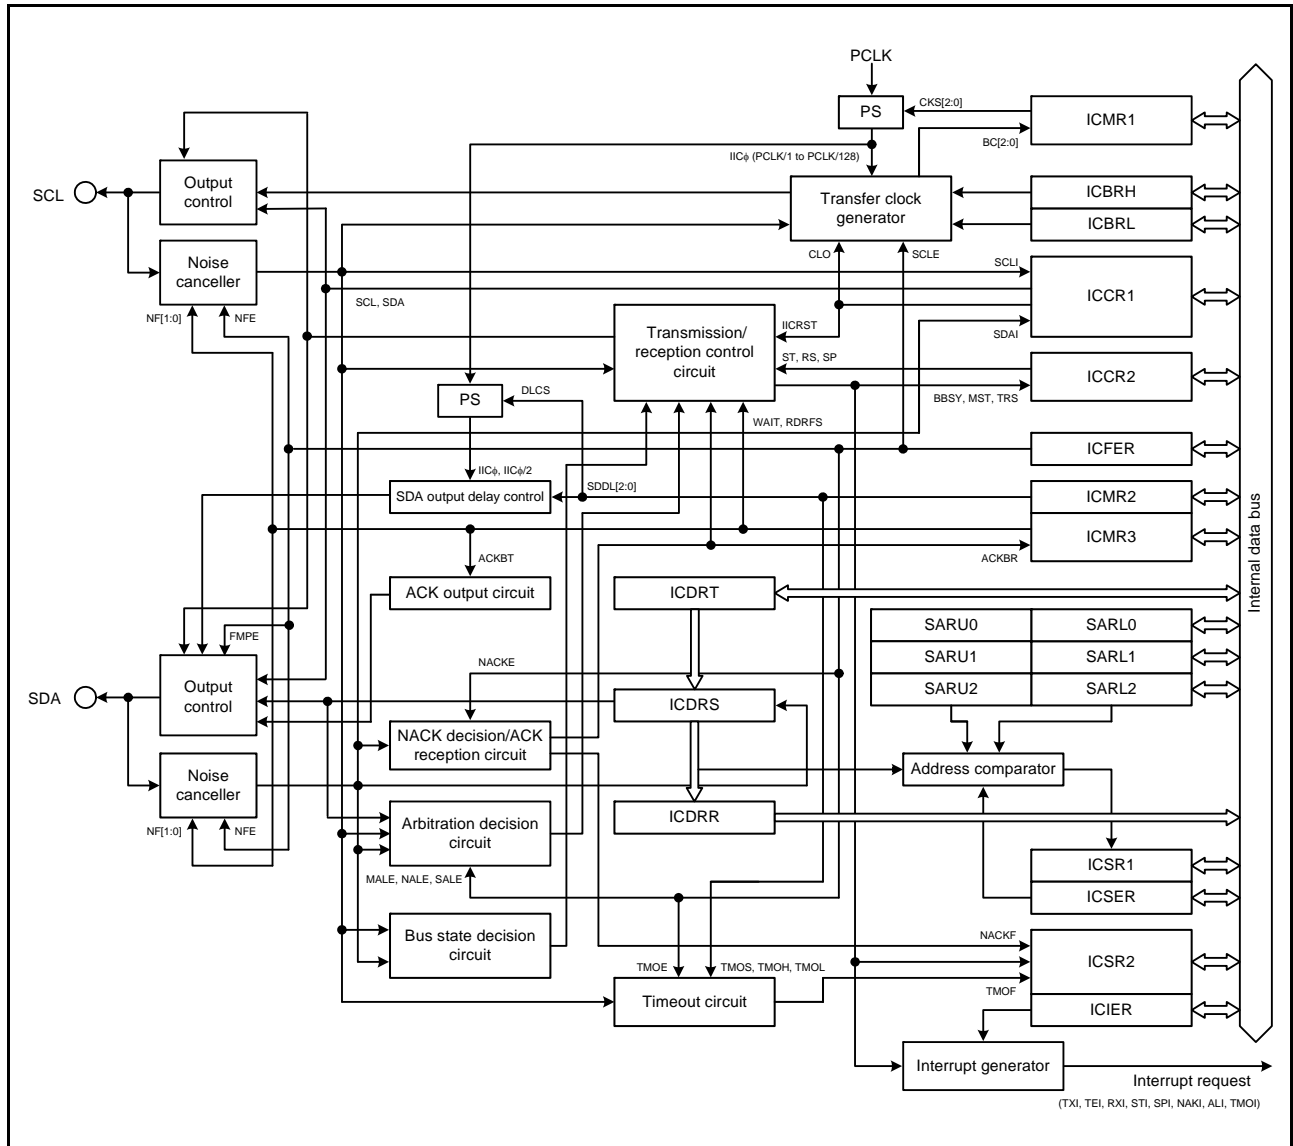 PCLK
PS
CKS[2:0]
ICMR1
BC[2:0]
IICφ (PCLK/1 to PCLK/128)
SCL
Output
control
Transfer clock
generator
ICBRH
ICBRL
Noise
canceller
CLO
SCLE
SCLI
ICCR1
SCL, SDA
NF[1:0]
NFE
Transmission/
reception control
circuit
IICRST
SDAI
ST, RS, SP
ICCR2
BBSY, MST, TRS
PS
DLCS
WAIT, RDRFS
ICFER
IICφ, IICφ/2
SDA output delay control
SDDL[2:0]
ICMR2
ICMR3
ACKBR
ACKBT
ACK output circuit
ICDRT
Internal data bus
SARU0
SARL0
SARU1
SARL1
SARU2
SARL2
FMPE
SDA
Output
control
NACKE
ICDRS
NACK decision/ACK
reception circuit
Address comparator
Noise
canceller
NF[1:0]
NFE
ICDRR
Arbitration decision
circuit
MALE, NALE, SALE
ICSR1
ICSER
Bus state decision
circuit
NACKF
ICSR2
TMOE
TMOS, TMOH, TMOL
TMOF
Timeout circuit
ICIER
Interrupt generator
Interrupt request
(TXI, TEI, RXI, STI, SPI, NAKI, ALI, TMOI)